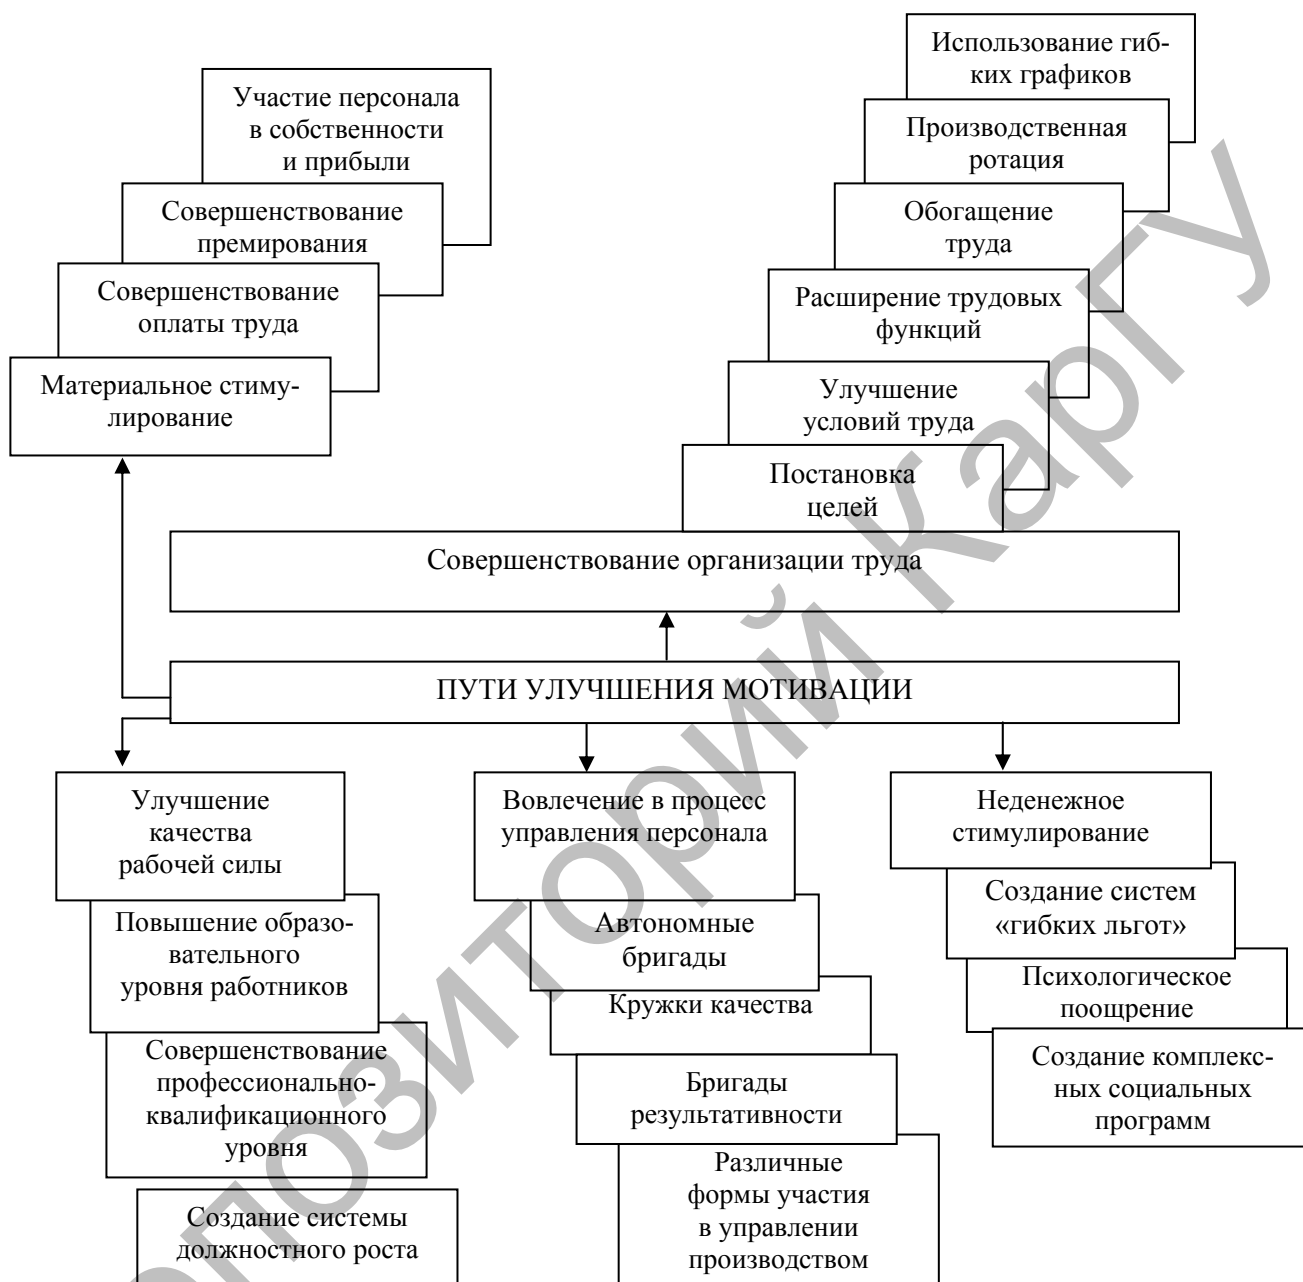 Использование гиб-
ких графиков
Производственная
ротация
Обогащение
труда
Расширение трудовых
функций
Улучшение
условий труда
Постановка
целей
Участие персонала
в собственности
и прибыли
Совершенствование
премирования
Совершенствование
оплаты труда
Материальное стиму-
лирование
Совершенствование организации труда
ПУТИ УЛУЧШЕНИЯ МОТИВАЦИИ
Улучшение
качества
рабочей силы
Повышение образо-
вательного
уровня работников
Совершенствование
профессионально-
квалификационного
уровня
Создание системы
должностного роста
Вовлечение в процесс
управления персонала
Автономные
бригады
Кружки качества
Бригады
результативности
Различные
формы участия
в управлении
производством
Неденежное
стимулирование
Создание систем
«гибких льгот»
Психологическое
поощрение
Создание комплекс-
ных социальных
программ
позиторий КарГУ